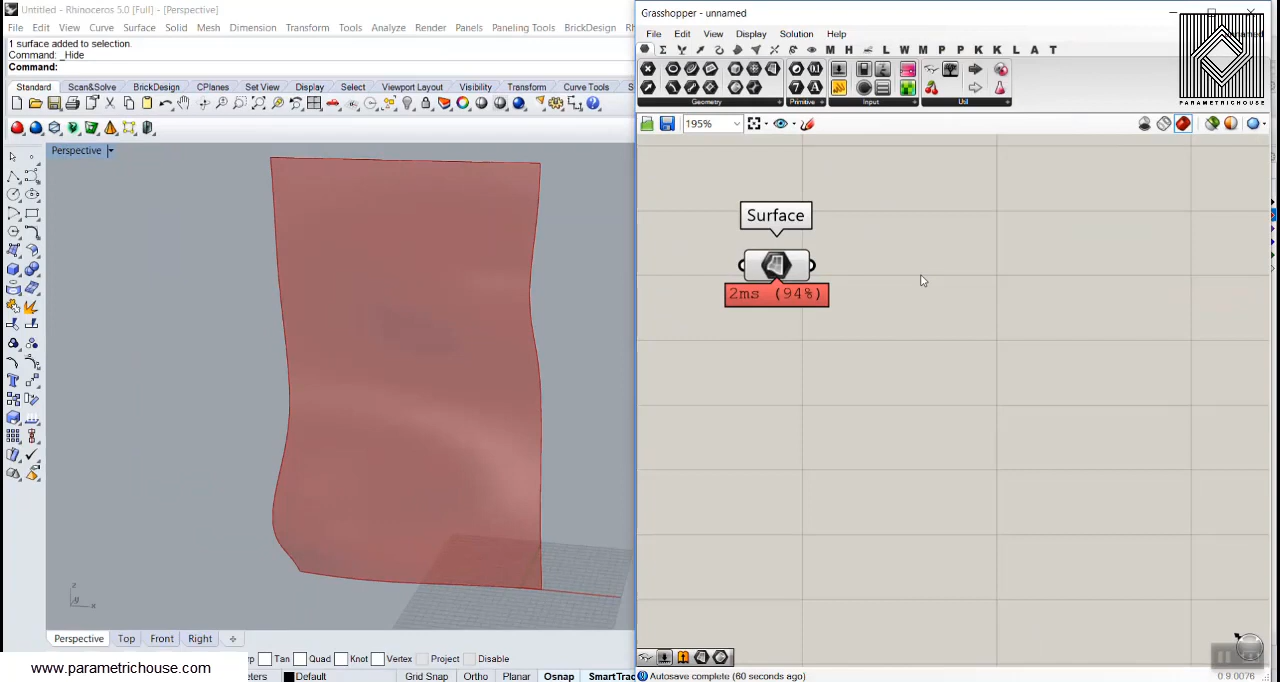 Untitled - Rhinoceros 5.0 [Full] - [Perspective]
File Edit View Curve Surface Solid Mesh Dimension Transform Tools Analyze Render Panels Paneling Tools BrickDesign
1 surface added to selection.
Command: _Hide
Command:
Standard Scan&Solve BrickDesign CPlanes Set View Display Select Viewport Layout Visibility Transform Curve Tools
Perspective
z
y
x
Perspective Top Front Right
Tan Quad Knot Vertex Project Disable
www.parametrichouse.com
Default Grid Snap Ortho Planar Osnap SmartTrac
Grasshopper - unnamed
File Edit View Display Solution Help
M H L W M P P K K L A T
Geometry Primitive Input Util
195%
Surface
2ms (94%)
PARAMETRICHOUSE
Autosave complete (60 seconds ago)
0.9.0076